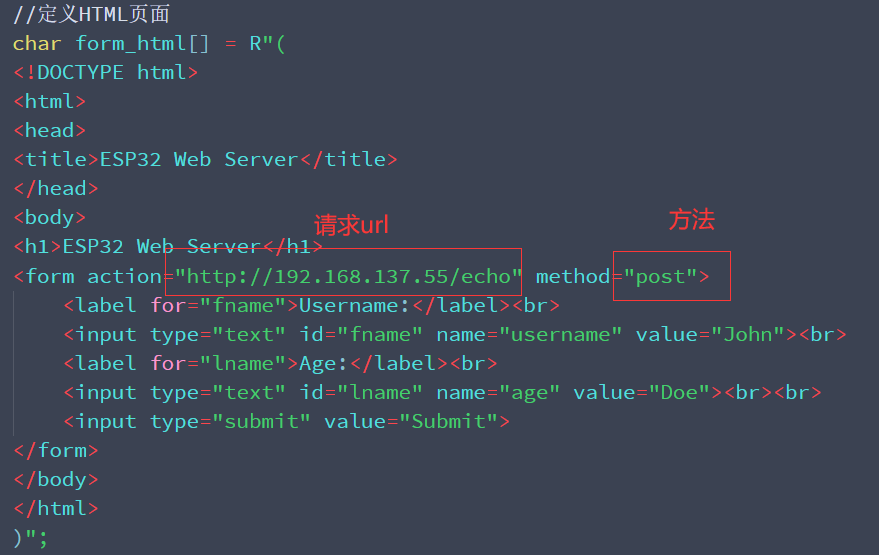 //定义HTML页面
char form_html[] = R"(
<!DOCTYPE html>
<html>
<head>
<title>ESP32 Web Server</title>
</head>
<body>
请求url
方法
<h1>ESP32 Web Server</h1>
<form action="http://192.168.137.55/echo" method="post">
    <label for="fname">Username:</label><br>
    <input type="text" id="fname" name="username" value="John"><br>
    <label for="lname">Age:</label><br>
    <input type="text" id="lname" name="age" value="Doe"><br><br>
    <input type="submit" value="Submit">
</form>
</body>
</html>
)";